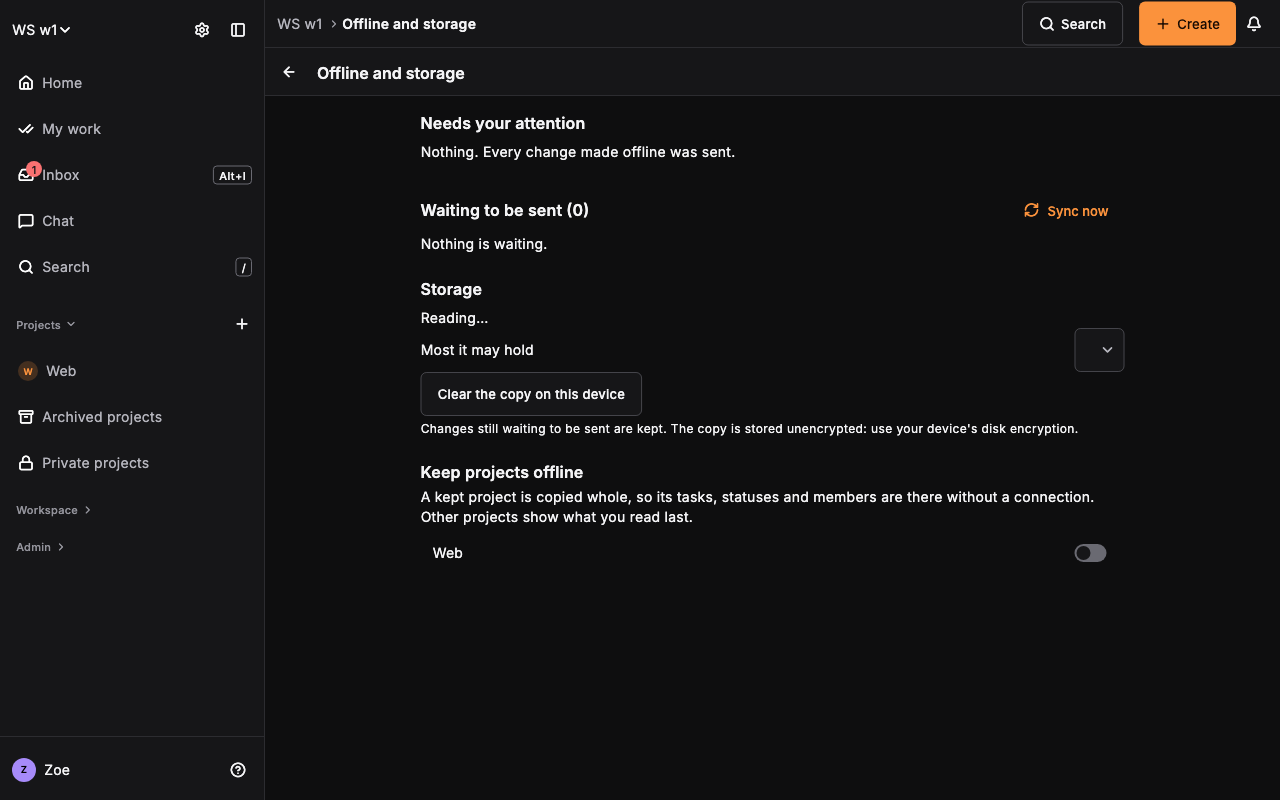 WS w1
Home
My work
1
Inbox
Alt+I
Chat
Search
/
Projects
W
Web
Archived projects
Private projects
Workspace
Admin
Z
Zoe
WS w1 > Offline and storage
Search
Create
Offline and storage
Needs your attention
Nothing. Every change made offline was sent.
Waiting to be sent (0)
Sync now
Nothing is waiting.
Storage
Reading...
Most it may hold
Clear the copy on this device
Changes still waiting to be sent are kept. The copy is stored unencrypted: use your device's disk encryption.
Keep projects offline
A kept project is copied whole, so its tasks, statuses and members are there without a connection.
Other projects show what you read last.
Web